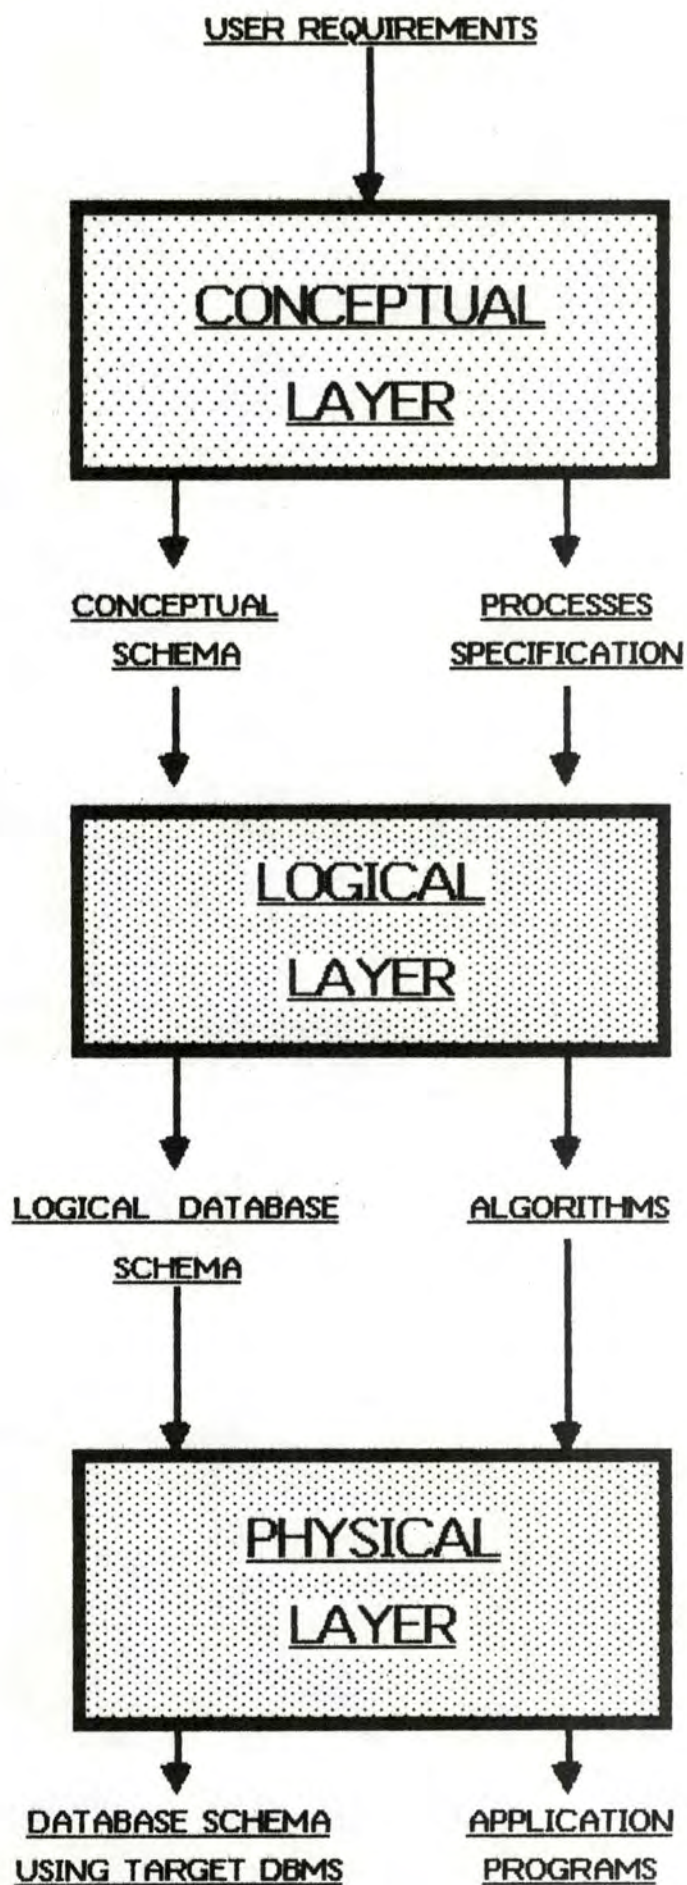 USER REQUIREMENTS
CONCEPTUAL
LAYER
CONCEPTUAL
SCHEMA
PROCESSES
SPECIFICATION
LOGICAL
LAYER
LOGICAL DATABASE
SCHEMA
ALGORITHMS
PHYSICAL
LAYER
DATABASE SCHEMA
USING TARGET DBMS
APPLICATION
PROGRAMS